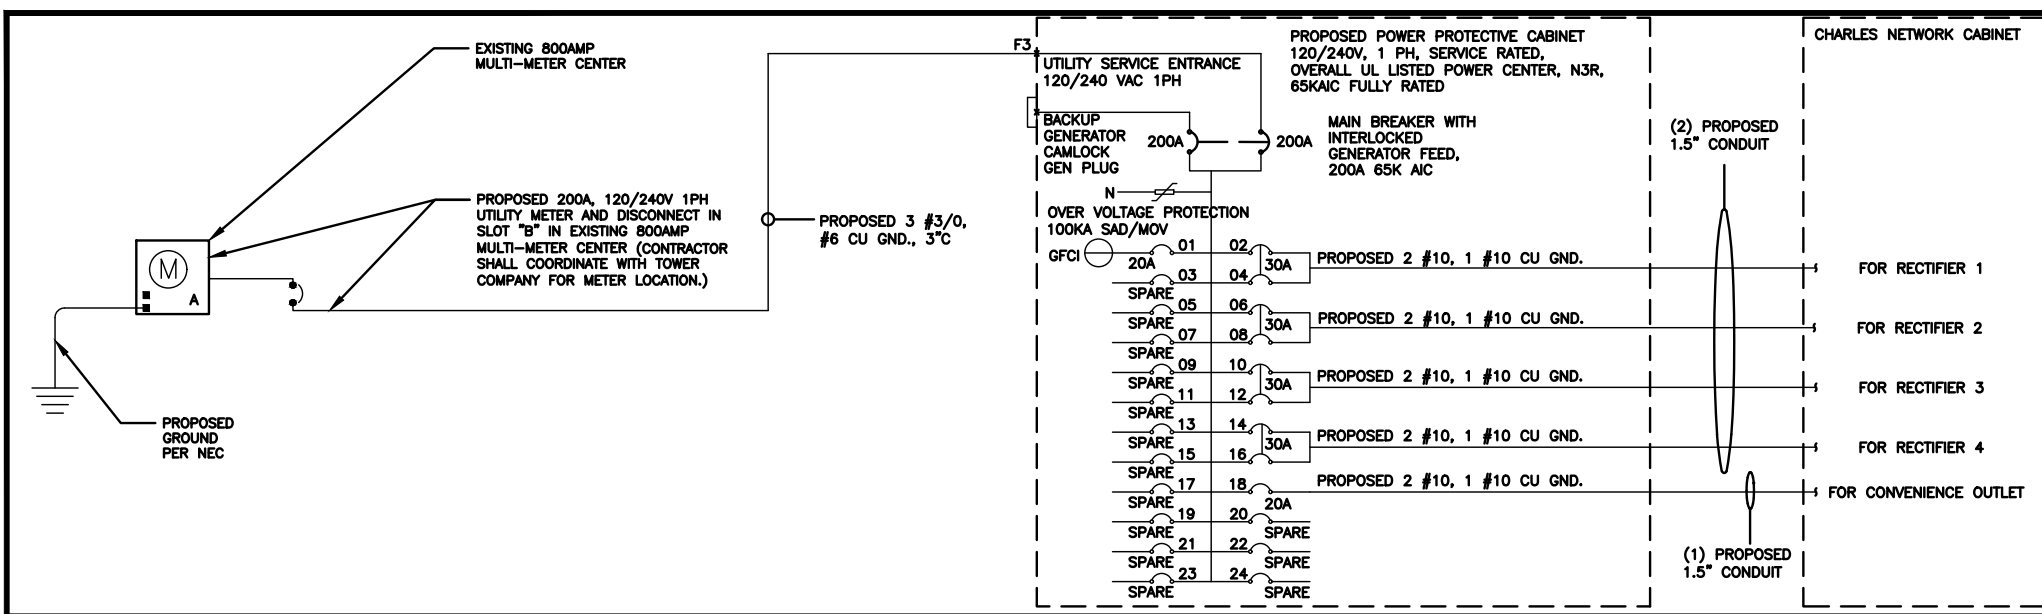 EXISTING 800AMP
MULTI-METER CENTER
PROPOSED 200A, 120/240V 1PH
UTILITY METER AND DISCONNECT IN
SLOT "B" IN EXISTING 800AMP
MULTI-METER CENTER (CONTRACTOR
SHALL COORDINATE WITH TOWER
COMPANY FOR METER LOCATION.)
M
A
PROPOSED
GROUND
PER NEC
PROPOSED 3 #3/0,
#6 CU GND., 3"C
F3
UTILITY SERVICE ENTRANCE
120/240 VAC 1PH
PROPOSED POWER PROTECTIVE CABINET
120/240V, 1 PH, SERVICE RATED,
OVERALL UL LISTED POWER CENTER, N3R,
65KAIC FULLY RATED
BACKUP
GENERATOR
CAMLOCK
GEN PLUG
200A
200A
MAIN BREAKER WITH
INTERLOCKED
GENERATOR FEED,
200A 65K AIC
N
OVER VOLTAGE PROTECTION
100KA SAD/MOV
GFCI
20A
01 02
30A
PROPOSED 2 #10, 1 #10 CU GND.
FOR RECTIFIER 1
03 04
SPARE
05 06
SPARE
30A
PROPOSED 2 #10, 1 #10 CU GND.
FOR RECTIFIER 2
07 08
SPARE
09 10
SPARE
30A
PROPOSED 2 #10, 1 #10 CU GND.
FOR RECTIFIER 3
11 12
SPARE
13 14
SPARE
30A
PROPOSED 2 #10, 1 #10 CU GND.
FOR RECTIFIER 4
15 16
SPARE
17 18
SPARE
20A
PROPOSED 2 #10, 1 #10 CU GND.
FOR CONVENIENCE OUTLET
19 20
SPARE SPARE
21 22
SPARE SPARE
23 24
SPARE SPARE
(2) PROPOSED
1.5" CONDUIT
(1) PROPOSED
1.5" CONDUIT
CHARLES NETWORK CABINET